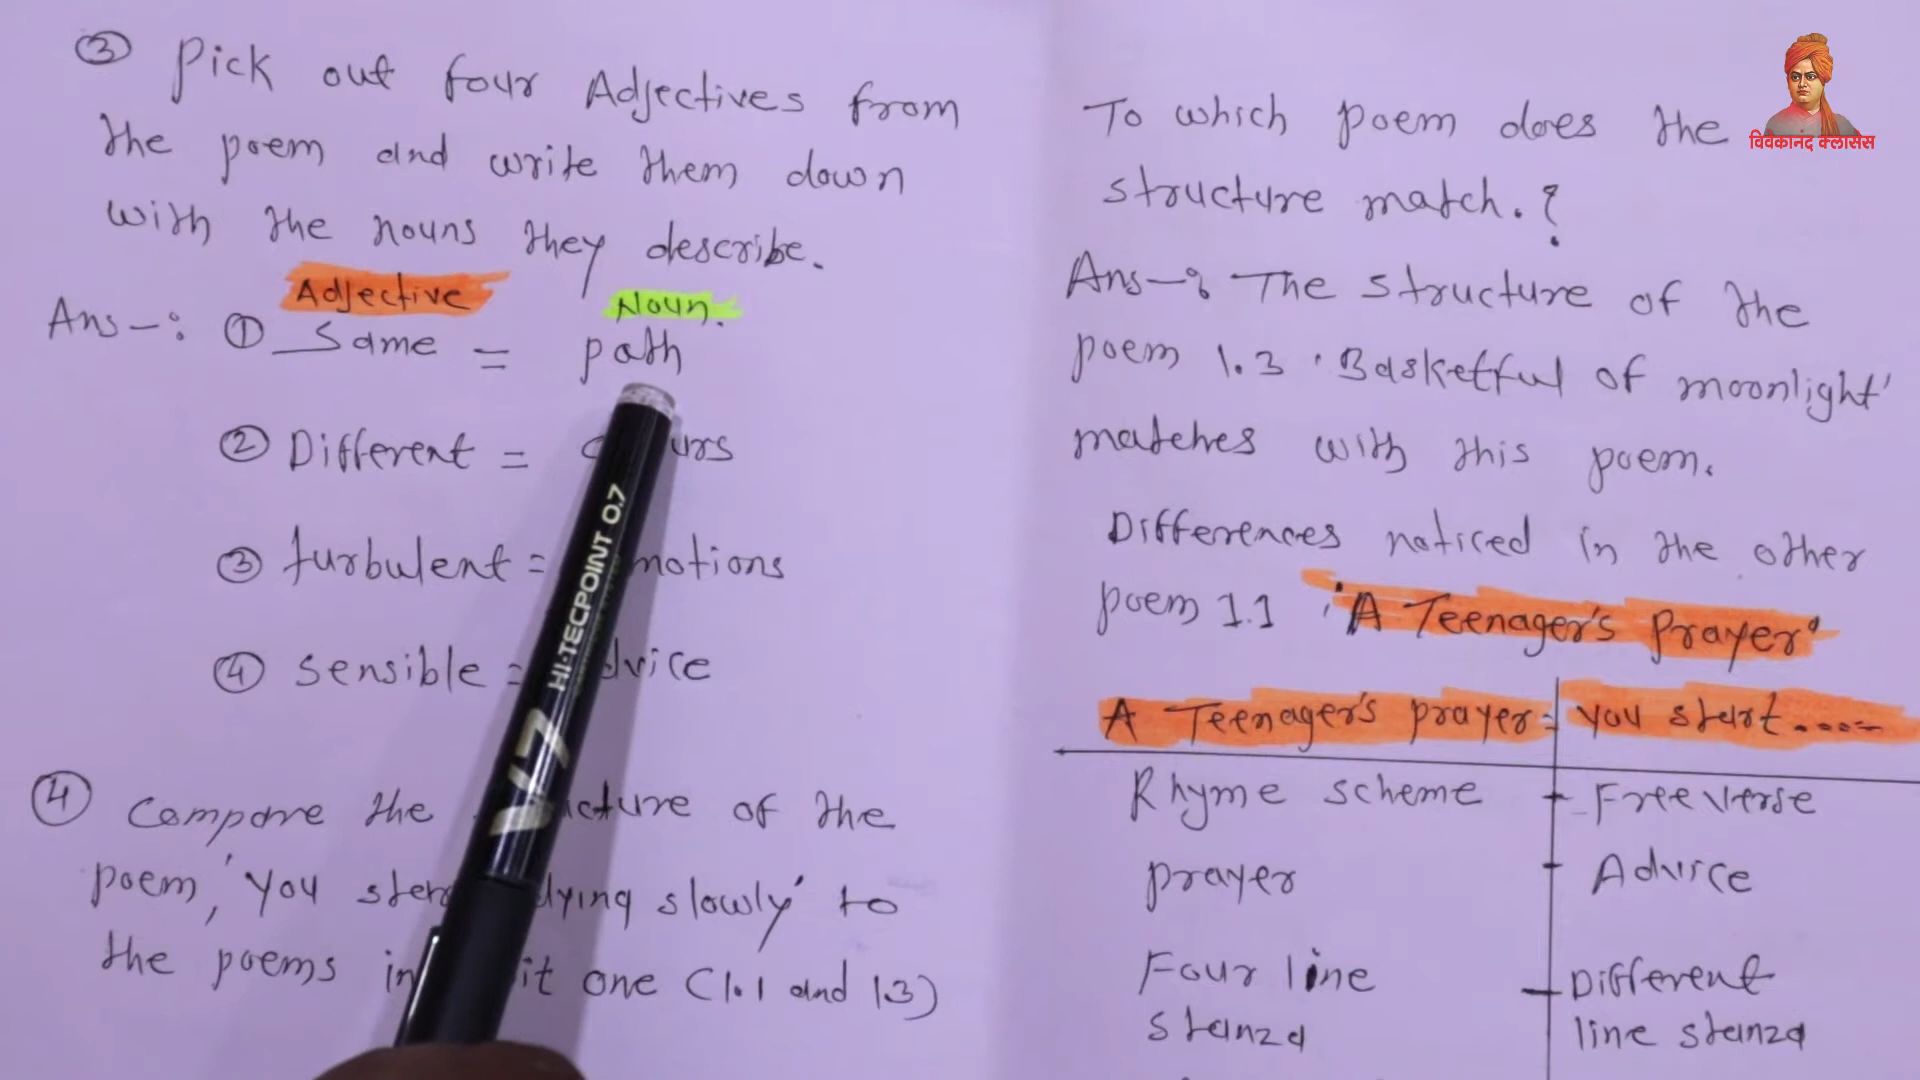 ③ Pick out four Adjectives from
the poem and write them down
with the nouns they describe.
Adjective Noun.
Ans-: ① Same = path
② Different =
③ turbulent =
④ Sensible =
④ Compare the of the
poem, 'You slowly' to
the poems one (1.1 and 1.3)
HI-TECPOINT 0.7
V7
विवेकानंद क्लासेस
To which poem does the
structure match.?
Ans-: The structure of the
poem 1.3 'Basketful of moonlight'
matches with this poem.
Differences noticed in the other
poem 1.1 'A Teenager's Prayer'
A Teenager's prayer - You start.....
Rhyme scheme - Free verse
prayer - Advice
Four line - Different
stanza line stanza